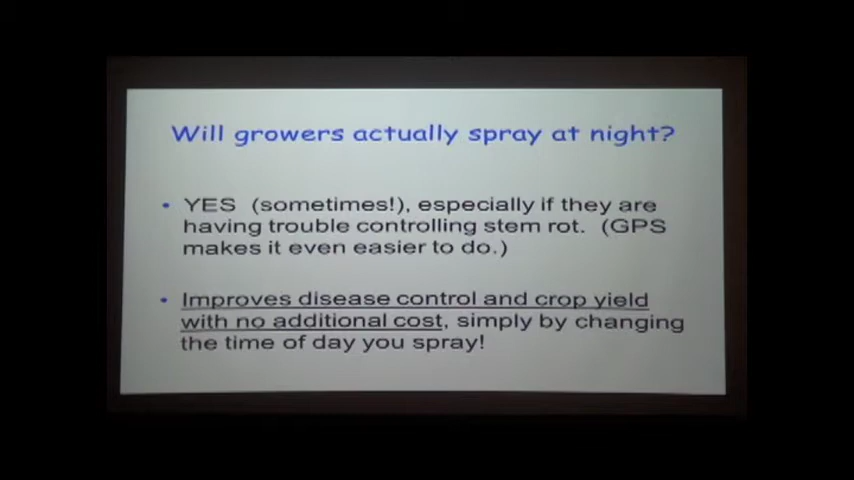 Will growers actually spray at night?
• YES (sometimes!), especially if they are
having trouble controlling stem rot. (GPS
makes it even easier to do.)
• Improves disease control and crop yield
with no additional cost, simply by changing
the time of day you spray!